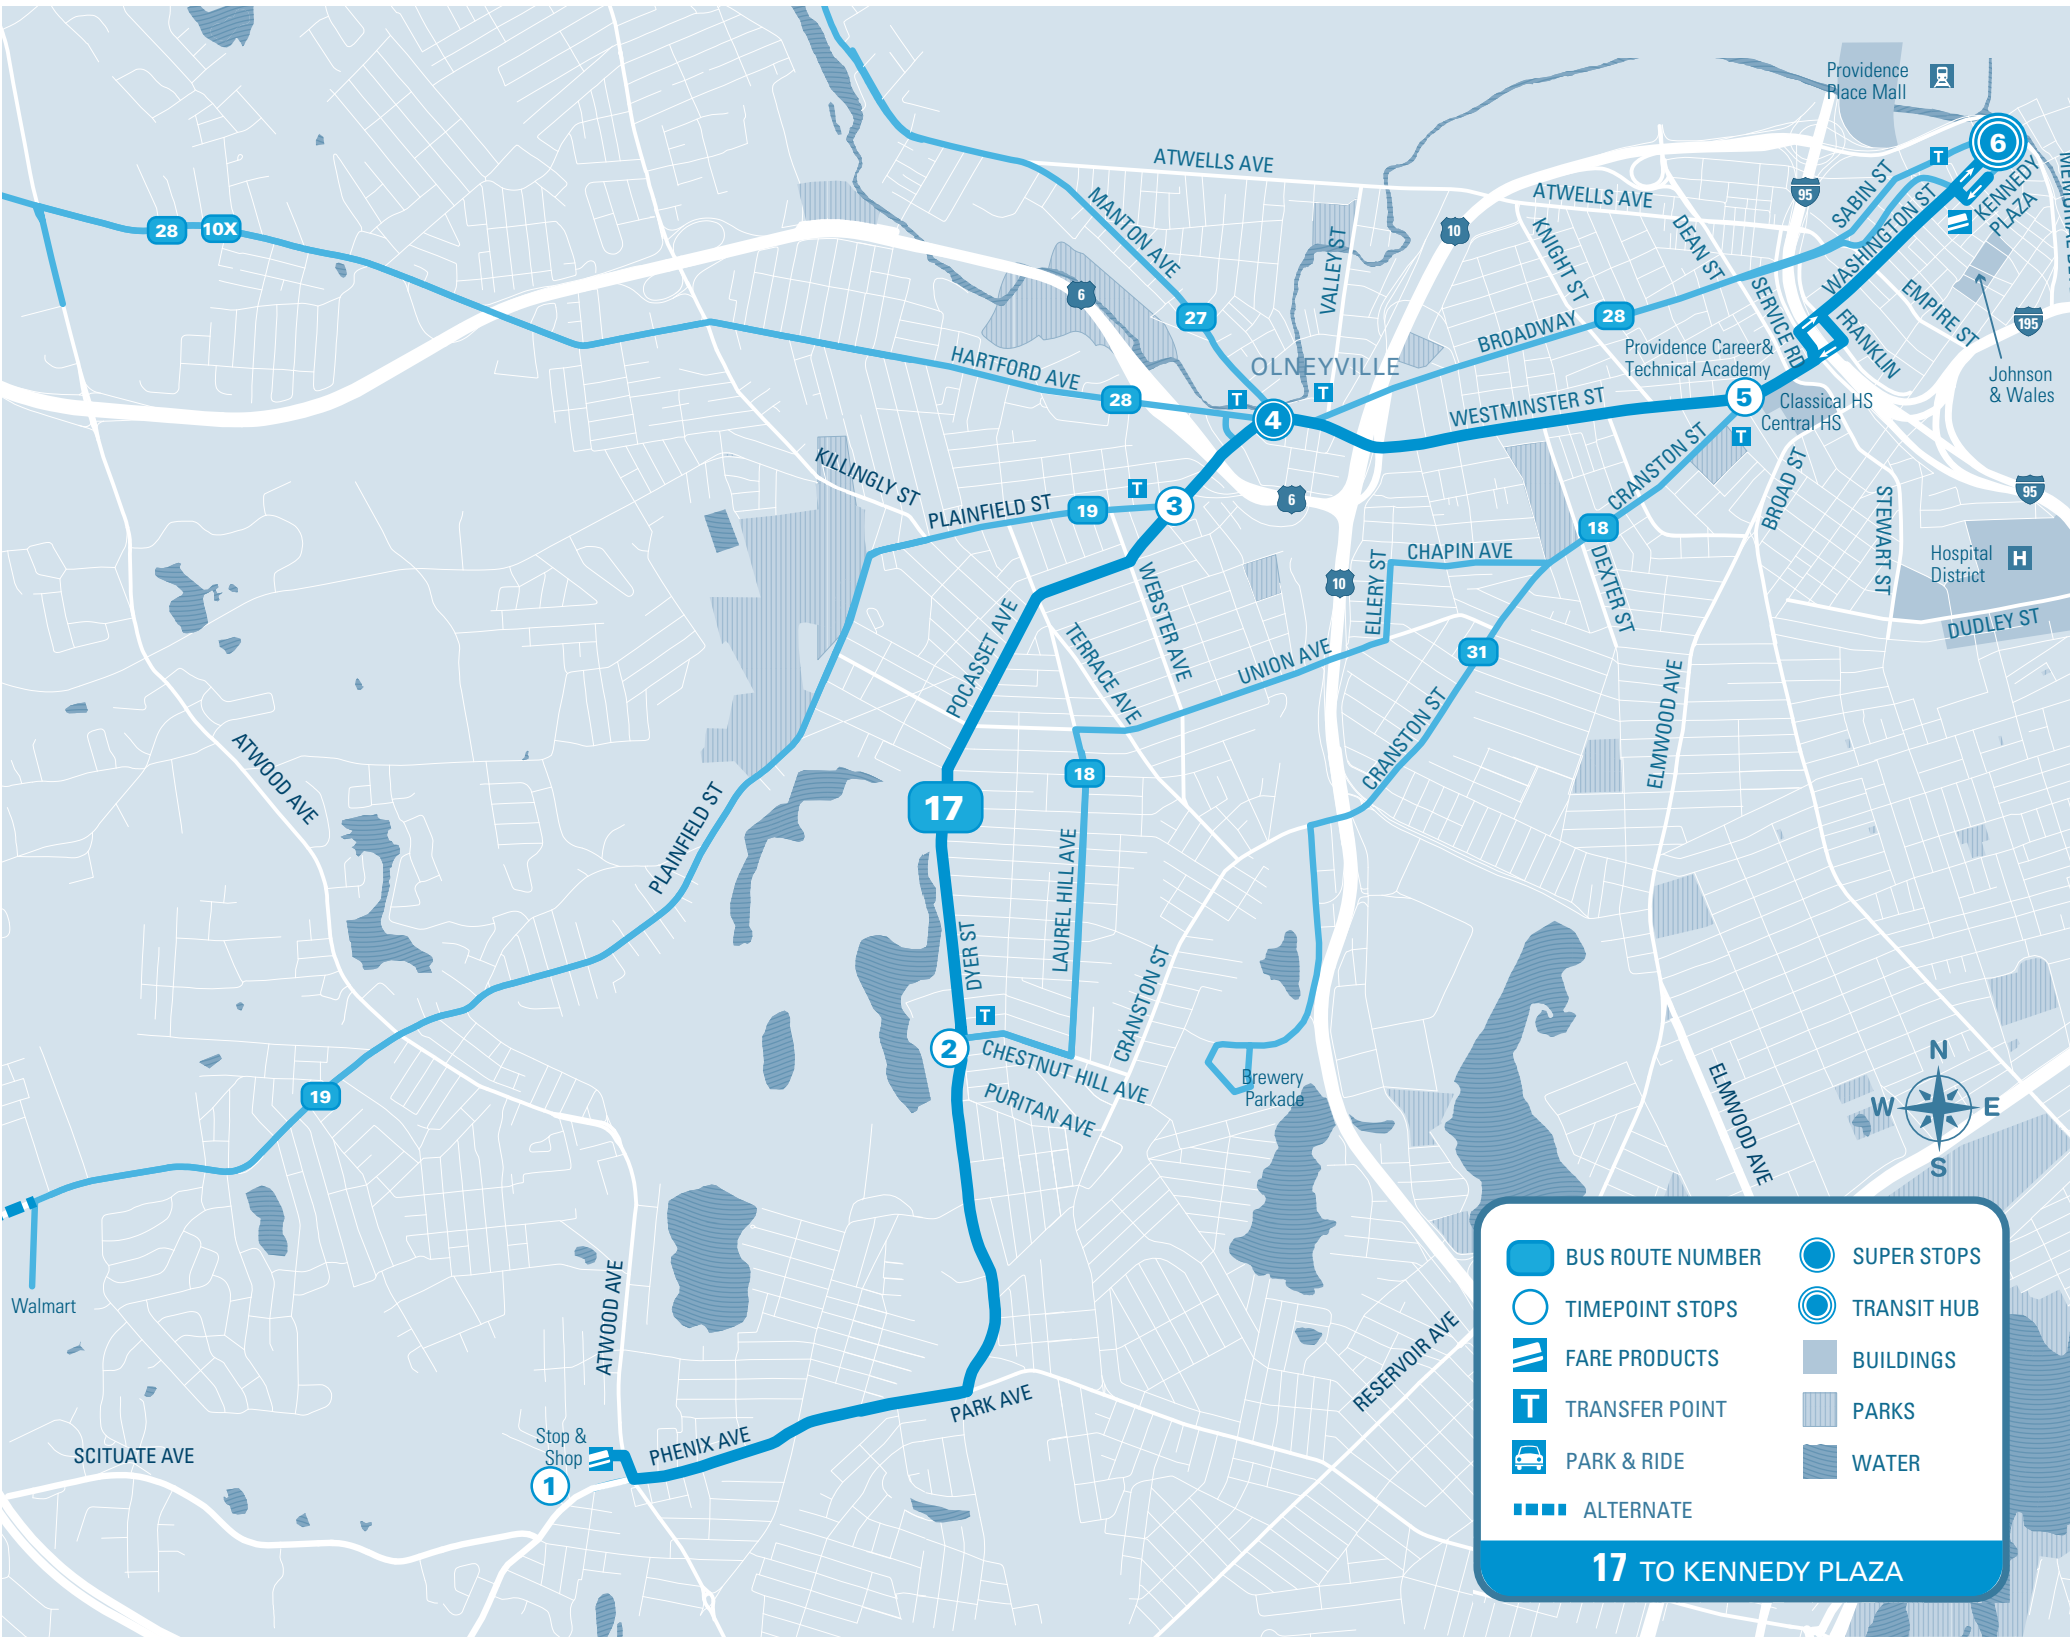 Providence
Place Mall
6
ATWELLS AVE
T
KENNEDY
PLAZA
SABIN ST
95
ATWELLS AVE
MANTON AVE
28
10X
10
KNIGHT ST
DEAN ST
WASHINGTON ST
VALLEY ST
6
27
28
BROADWAY
SERVICE RD
EMPIRE ST
195
FRANKLIN
HARTFORD AVE
OLNEYVILLE
Providence Career&
Technical Academy
Johnson
& Wales
28
T
T
4
WESTMINSTER ST
5
Classical HS
Central HS
T
CRANSTON ST
BROAD ST
KILLINGLY ST
PLAINFIELD ST
19
T
3
6
95
STEWART ST
18
CHAPIN AVE
ELLERY ST
10
DEXTER ST
Hospital
District
H
DUDLEY ST
WEBSTER AVE
POCASSET AVE
TERRACE AVE
UNION AVE
31
ELMWOOD AVE
CRANSTON ST
ATWOOD AVE
18
17
PLAINFIELD ST
LAUREL HILL AVE
DYER ST
CRANSTON ST
T
2
CHESTNUT HILL AVE
PURITAN AVE
Brewery
Parkade
ELMWOOD AVE
N
W
E
S
19
Walmart
ATWOOD AVE
RESERVOIR AVE
PARK AVE
PHENIX AVE
Stop &
Shop
1
SCITUATE AVE
BUS ROUTE NUMBER
SUPER STOPS
TIMEPOINT STOPS
TRANSIT HUB
FARE PRODUCTS
BUILDINGS
T
TRANSFER POINT
PARKS
PARK & RIDE
WATER
ALTERNATE
17 TO KENNEDY PLAZA